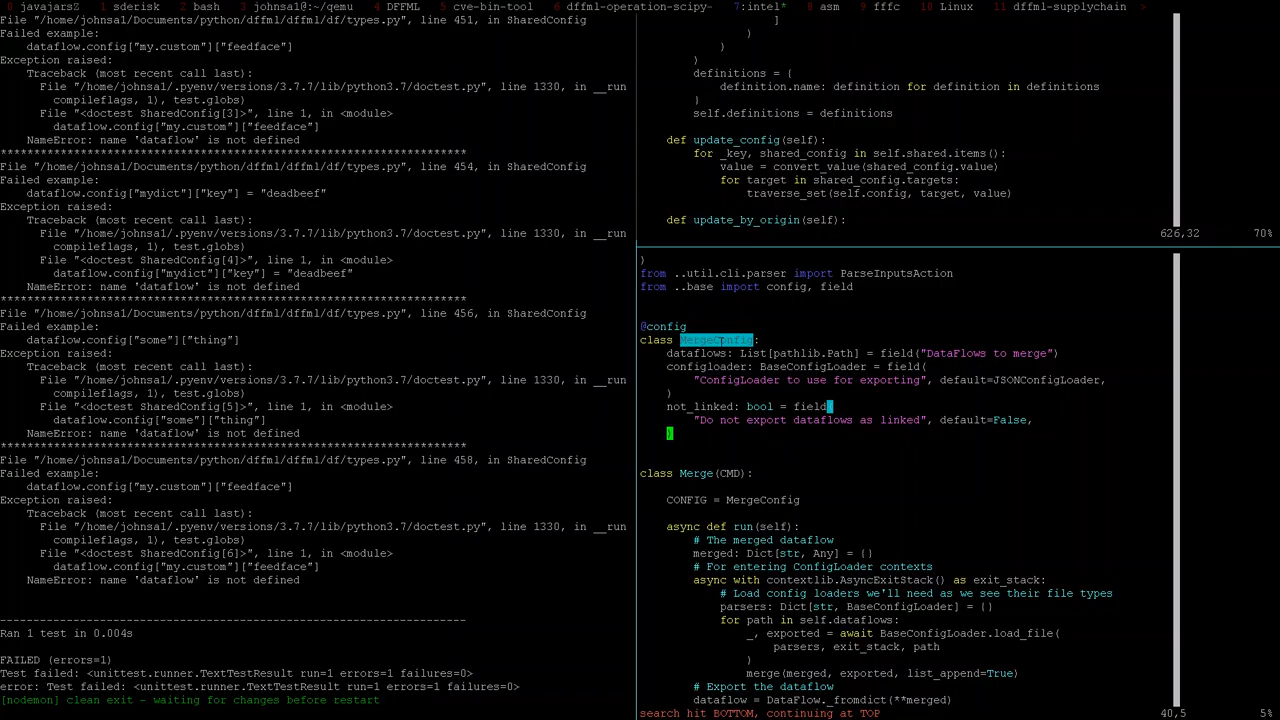 0 javajarsZ 1 sderisk 2 bash 3 johnsa1@:~/qemu 4 DFFML 5 cve-bin-tool 6 dffml-operation-scipy- 7:intel* 8 asm 9 fffc 10 Linux 11 dffml-supplychain >
File "/home/johnsa1/Documents/python/dffml/dffml/df/types.py", line 451, in SharedConfig
Failed example:
dataflow.config["my.custom"]["feedface"]
Exception raised:
Traceback (most recent call last):
File "/home/johnsa1/.pyenv/versions/3.7.7/lib/python3.7/doctest.py", line 1330, in __run
compileflags, 1), test.globs)
File "<doctest SharedConfig[3]>", line 1, in <module>
dataflow.config["my.custom"]["feedface"]
NameError: name 'dataflow' is not defined
**********************************************************************
File "/home/johnsa1/Documents/python/dffml/dffml/df/types.py", line 454, in SharedConfig
Failed example:
dataflow.config["mydict"]["key"] = "deadbeef"
Exception raised:
Traceback (most recent call last):
File "/home/johnsa1/.pyenv/versions/3.7.7/lib/python3.7/doctest.py", line 1330, in __run
compileflags, 1), test.globs)
File "<doctest SharedConfig[4]>", line 1, in <module>
dataflow.config["mydict"]["key"] = "deadbeef"
NameError: name 'dataflow' is not defined
**********************************************************************
File "/home/johnsa1/Documents/python/dffml/dffml/df/types.py", line 456, in SharedConfig
Failed example:
dataflow.config["some"]["thing"]
Exception raised:
Traceback (most recent call last):
File "/home/johnsa1/.pyenv/versions/3.7.7/lib/python3.7/doctest.py", line 1330, in __run
compileflags, 1), test.globs)
File "<doctest SharedConfig[5]>", line 1, in <module>
dataflow.config["some"]["thing"]
NameError: name 'dataflow' is not defined
**********************************************************************
File "/home/johnsa1/Documents/python/dffml/dffml/df/types.py", line 458, in SharedConfig
Failed example:
dataflow.config["my.custom"]["feedface"]
Exception raised:
Traceback (most recent call last):
File "/home/johnsa1/.pyenv/versions/3.7.7/lib/python3.7/doctest.py", line 1330, in __run
compileflags, 1), test.globs)
File "<doctest SharedConfig[6]>", line 1, in <module>
dataflow.config["my.custom"]["feedface"]
NameError: name 'dataflow' is not defined
----------------------------------------------------------------------
Ran 1 test in 0.004s
FAILED (errors=1)
Test failed: <unittest.runner.TextTestResult run=1 errors=1 failures=0>
error: Test failed: <unittest.runner.TextTestResult run=1 errors=1 failures=0>
[nodemon] clean exit - waiting for changes before restart
]
)
)
)
definitions = {
definition.name: definition for definition in definitions
}
self.definitions = definitions
def update_config(self):
for _key, shared_config in self.shared.items():
value = convert_value(shared_config.value)
for target in shared_config.targets:
traverse_set(self.config, target, value)
def update_by_origin(self):
626,32 70%
)
from ..util.cli.parser import ParseInputsAction
from ..base import config, field
@config
class MergeConfig:
dataflows: List[pathlib.Path] = field("DataFlows to merge")
configloader: BaseConfigLoader = field(
"ConfigLoader to use for exporting", default=JSONConfigLoader,
)
not_linked: bool = field(
"Do not export dataflows as linked", default=False,
)
class Merge(CMD):
CONFIG = MergeConfig
async def run(self):
# The merged dataflow
merged: Dict[str, Any] = {}
# For entering ConfigLoader contexts
async with contextlib.AsyncExitStack() as exit_stack:
# Load config loaders we'll need as we see their file types
parsers: Dict[str, BaseConfigLoader] = {}
for path in self.dataflows:
_, exported = await BaseConfigLoader.load_file(
parsers, exit_stack, path
)
merge(merged, exported, list_append=True)
# Export the dataflow
dataflow = DataFlow._fromdict(**merged)
search hit BOTTOM, continuing at TOP 40,5 5%